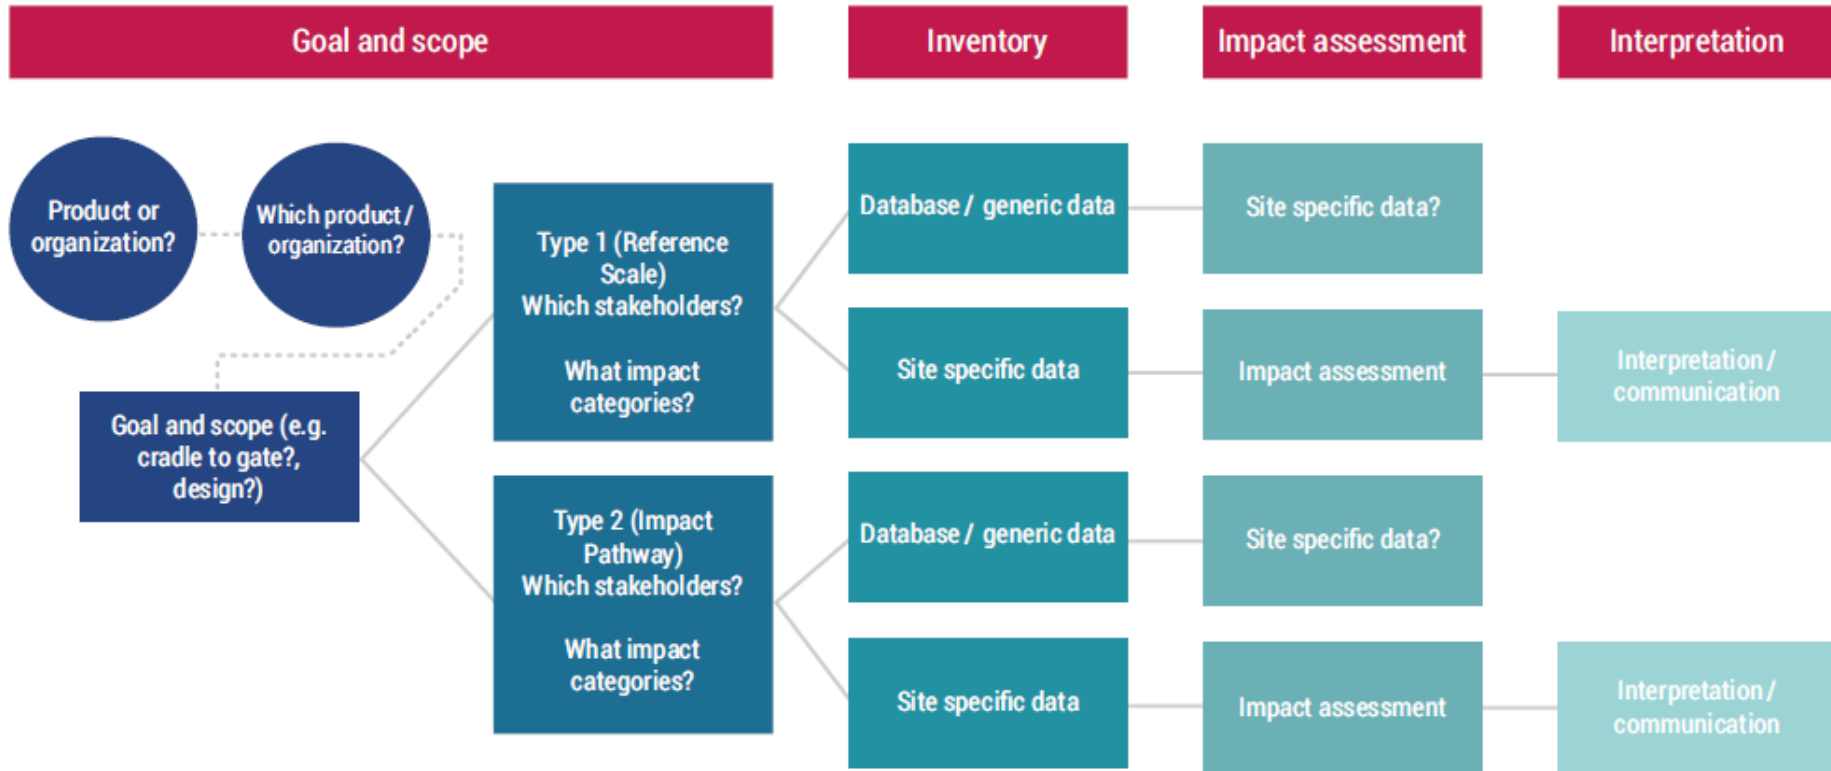 Goal and scope
Inventory
Impact assessment
Interpretation
Product or
organization?
Which product /
organization?
Goal and scope (e.g.
cradle to gate?,
design?)
Type 1 (Reference
Scale)
Which stakeholders?
What impact
categories?
Type 2 (Impact
Pathway)
Which stakeholders?
What impact
categories?
Database / generic data
Site specific data?
Site specific data
Impact assessment
Interpretation /
communication
Database / generic data
Site specific data?
Site specific data
Impact assessment
Interpretation /
communication